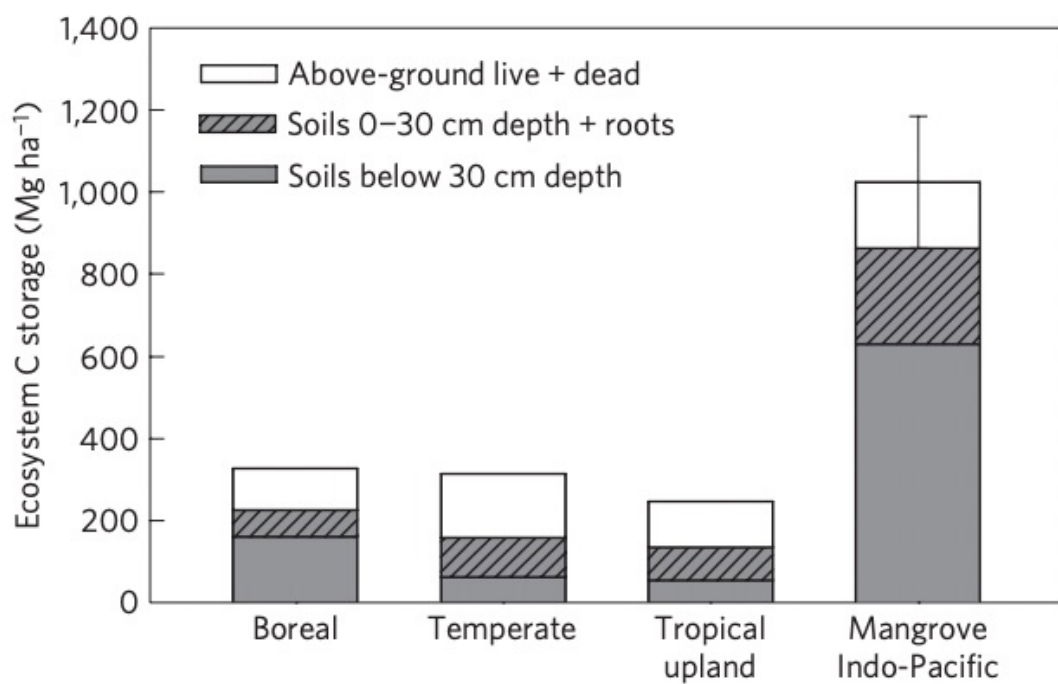 1,400
1,200
1,000
800
600
400
200
0
Ecosystem C storage (Mg ha⁻¹)
Above-ground live + dead
Soils 0–30 cm depth + roots
Soils below 30 cm depth
Boreal
Temperate
Tropical
upland
Mangrove
Indo-Pacific